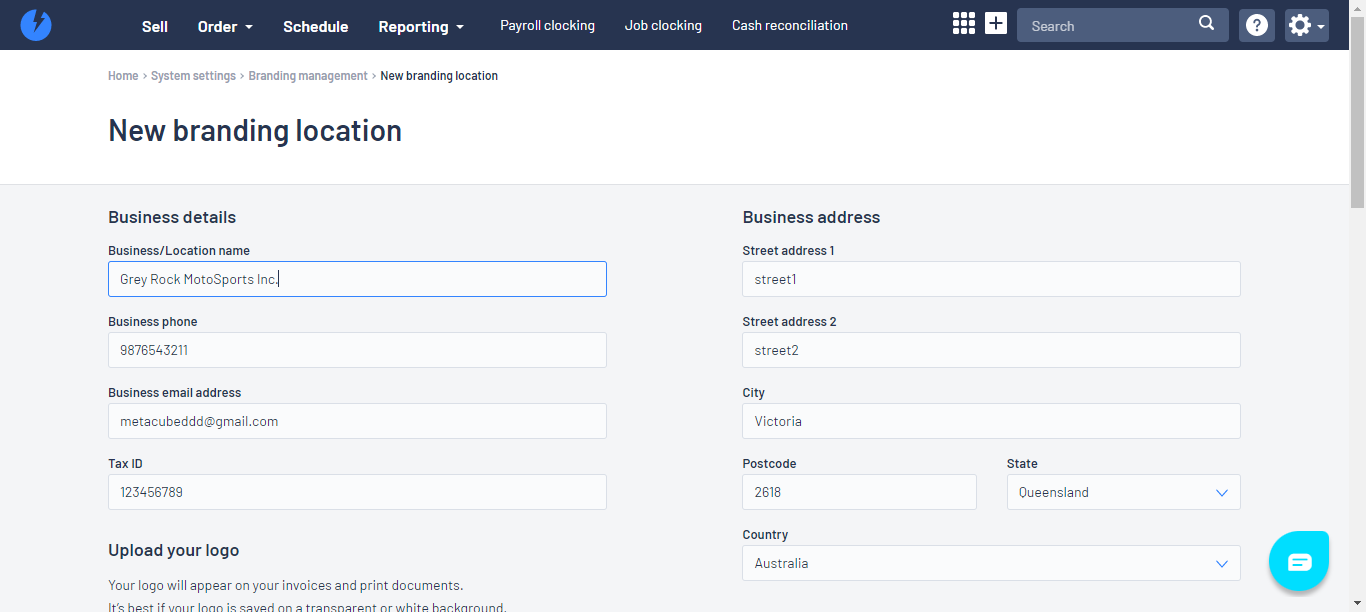 Sell Order Schedule Reporting Payroll clocking Job clocking Cash reconciliation Search
Home › System settings › Branding management › New branding location
New branding location
Business details
Business/Location name
Grey Rock MotoSports Inc.
Business phone
9876543211
Business email address
metacubeddd@gmail.com
Tax ID
123456789
Upload your logo
Your logo will appear on your invoices and print documents.
It's best if your logo is saved on a transparent or white background.
Business address
Street address 1
street1
Street address 2
street2
City
Victoria
Postcode State
2618 Queensland
Country
Australia